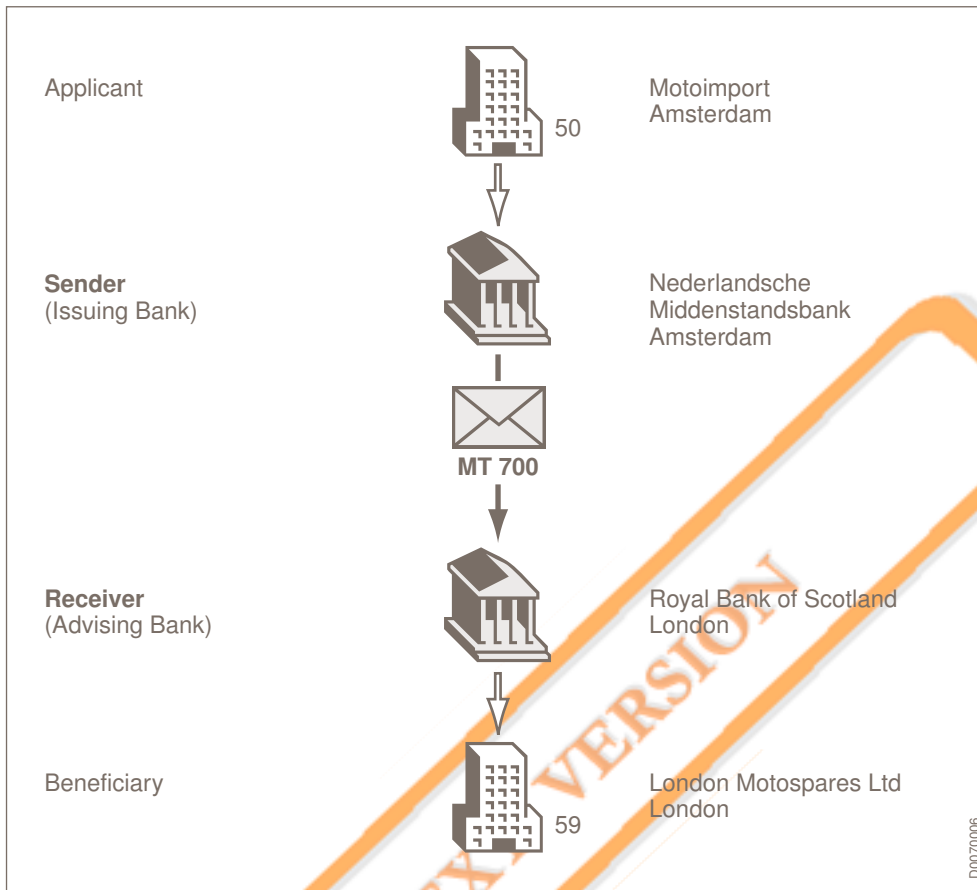 Applicant
50
Motoimport
Amsterdam
Sender
(Issuing Bank)
Nederlandsche
Middenstandsbank
Amsterdam
MT 700
Receiver
(Advising Bank)
Royal Bank of Scotland
London
VERSION
Beneficiary
59
London Motospares Ltd
London
D0070006